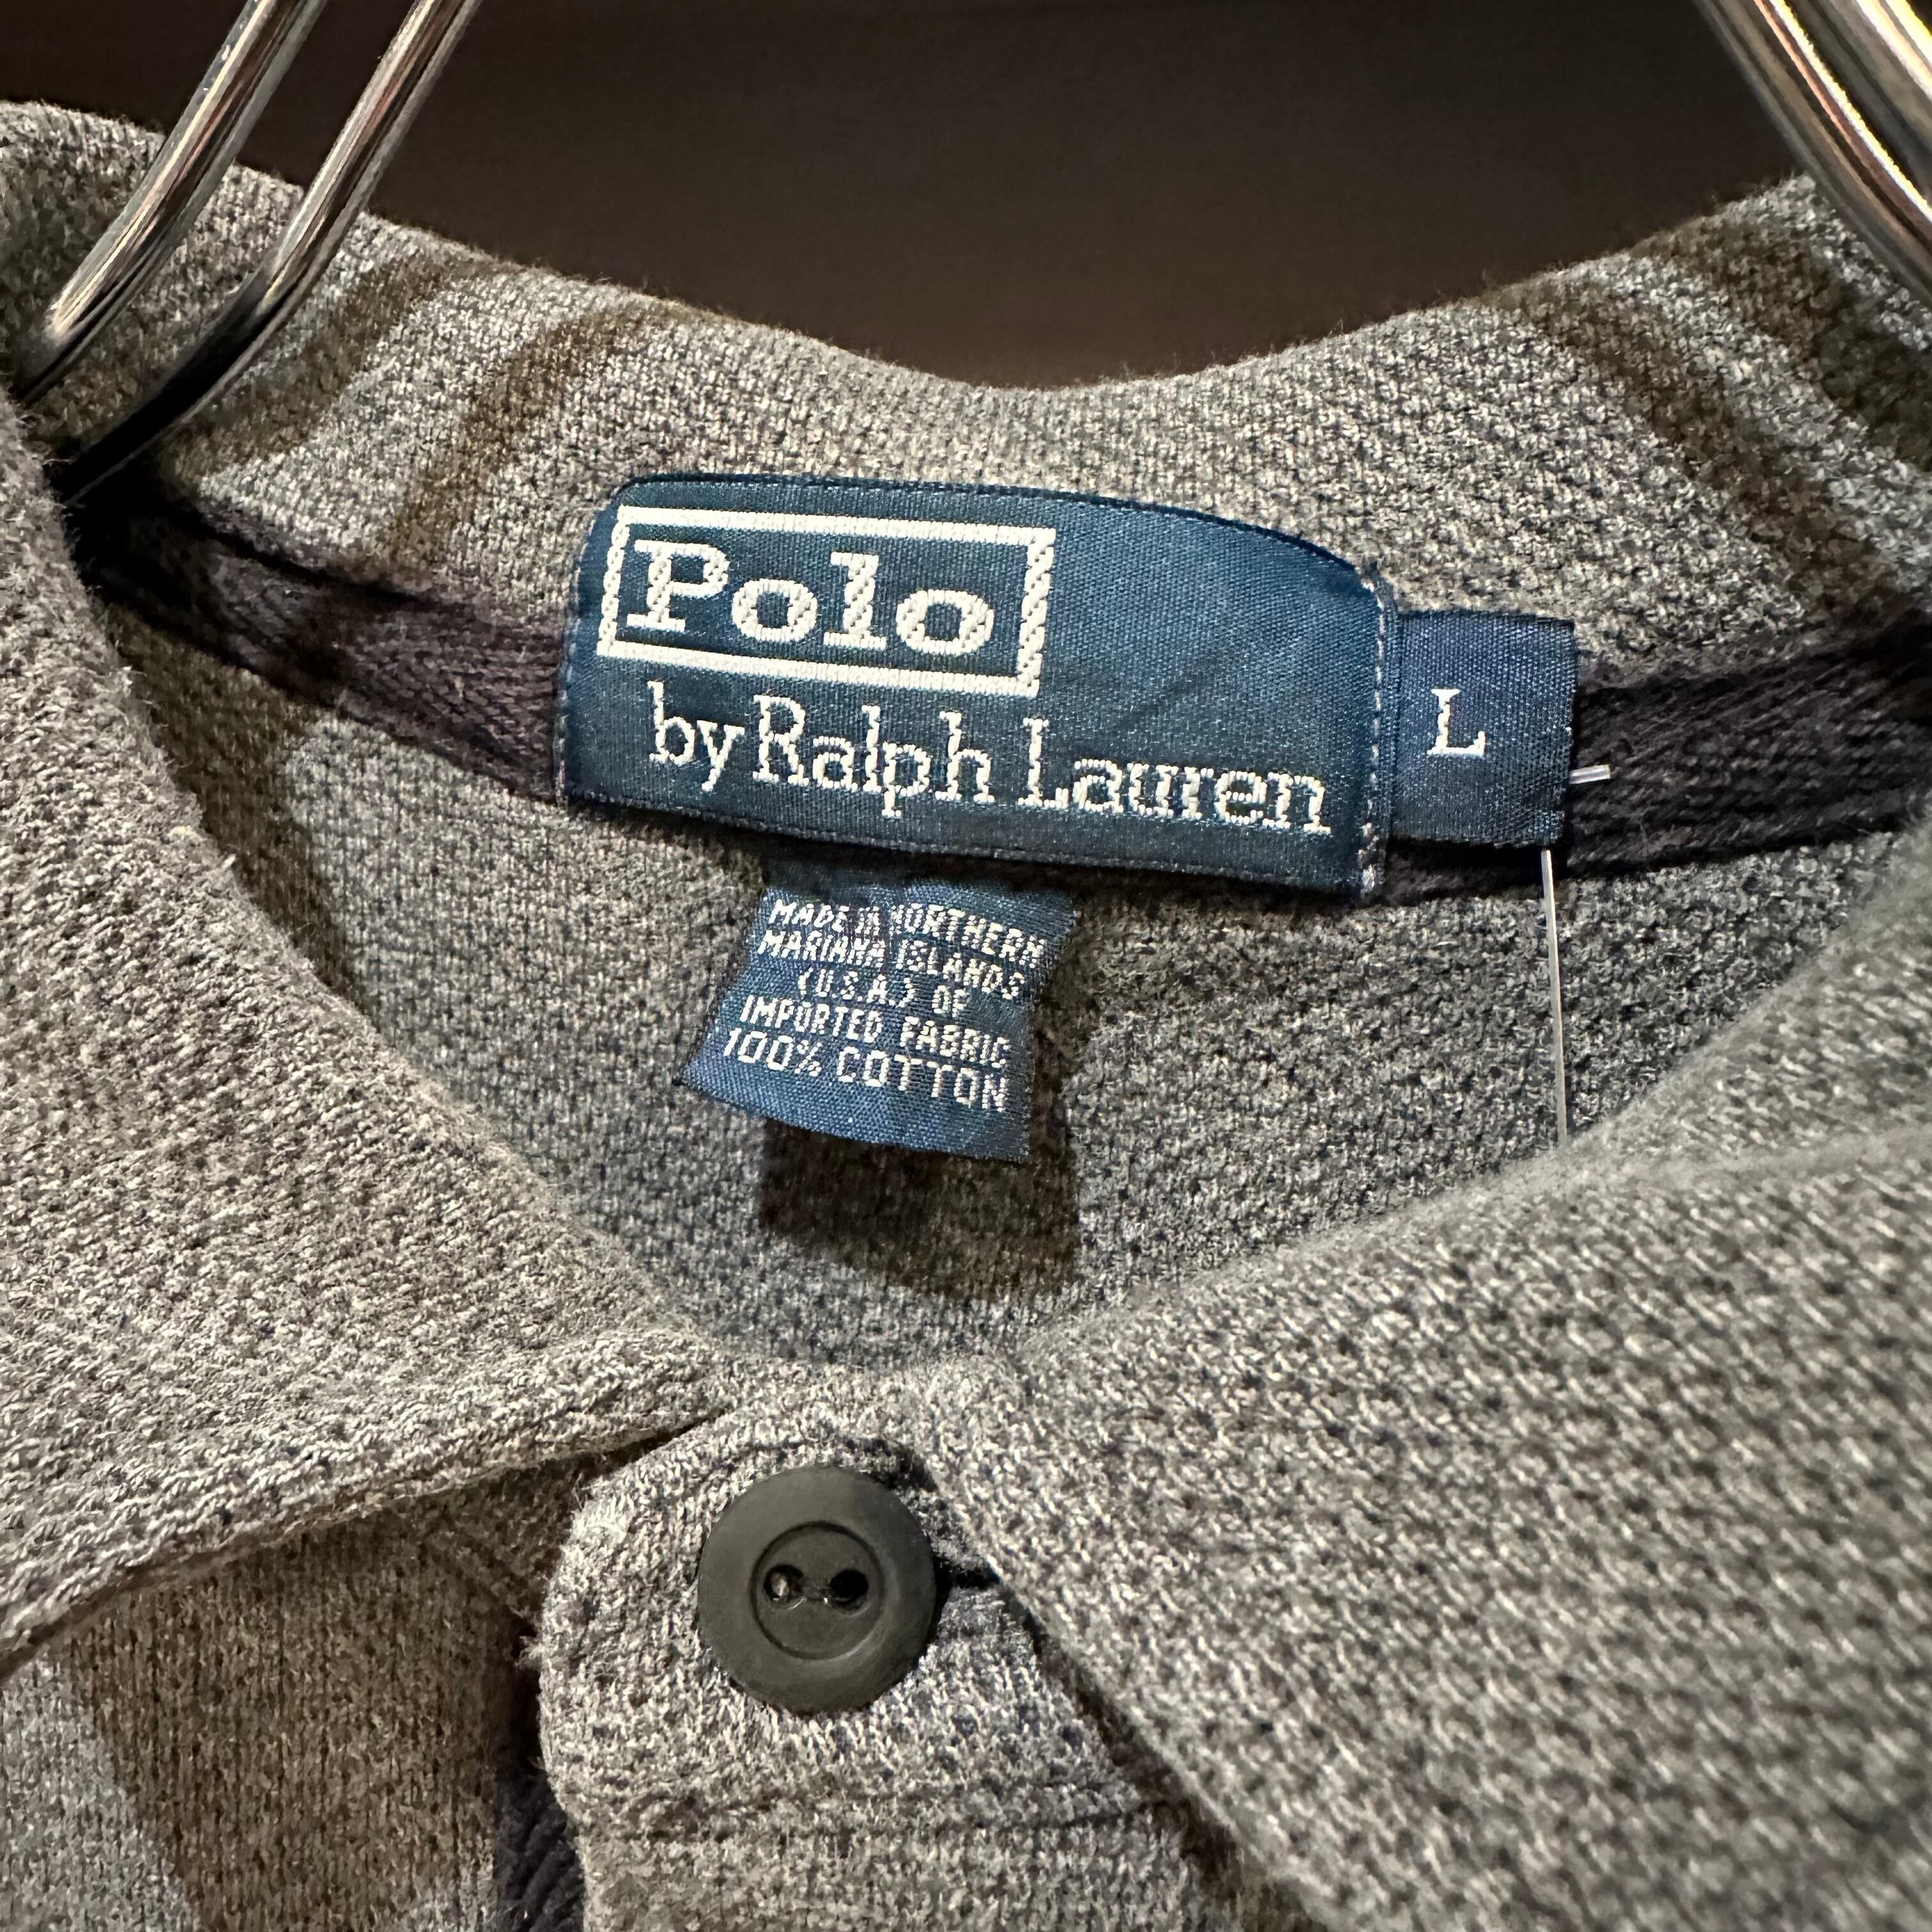 Polo
by Ralph Lauren
L
MADE IN NORTHERN
MARIANA ISLANDS
(U.S.A.) OF
IMPORTED FABRIC
100% COTTON